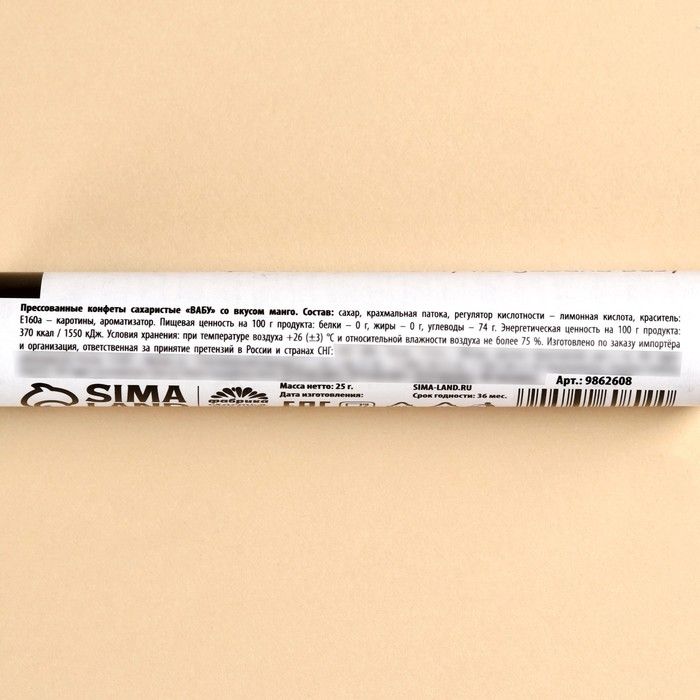 Прессованные конфеты сахаристые «ВАБУ» со вкусом манго. Состав: сахар, крахмальная патока, регулятор кислотности – лимонная кислота, краситель:
Е160а – каротины, ароматизатор. Пищевая ценность на 100 г продукта: белки – 0 г, жиры – 0 г, углеводы – 74 г. Энергетическая ценность на 100 г продукта:
370 ккал / 1550 кДж. Условия хранения: при температуре воздуха +26 (±3) °С и относительной влажности воздуха не более 75 %. Изготовлено по заказу импортёра
и организация, ответственная за принятие претензий в России и странах СНГ:
Арт.: 9862608
SIMA
LAND
фабрика
Масса нетто: 25 г.
Дата изготовления:
SIMA-LAND.RU
Срок годности: 36 мес.